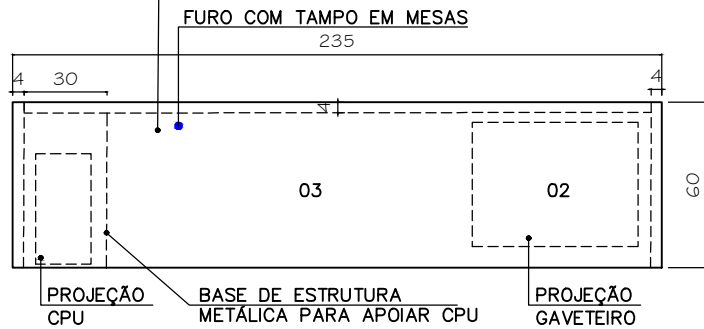 FURO COM TAMPO EM MESAS
235
4
30
4
4
60
03
02
PROJEÇÃO
CPU
BASE DE ESTRUTURA
METÁLICA PARA APOIAR CPU
PROJEÇÃO
GAVETEIRO